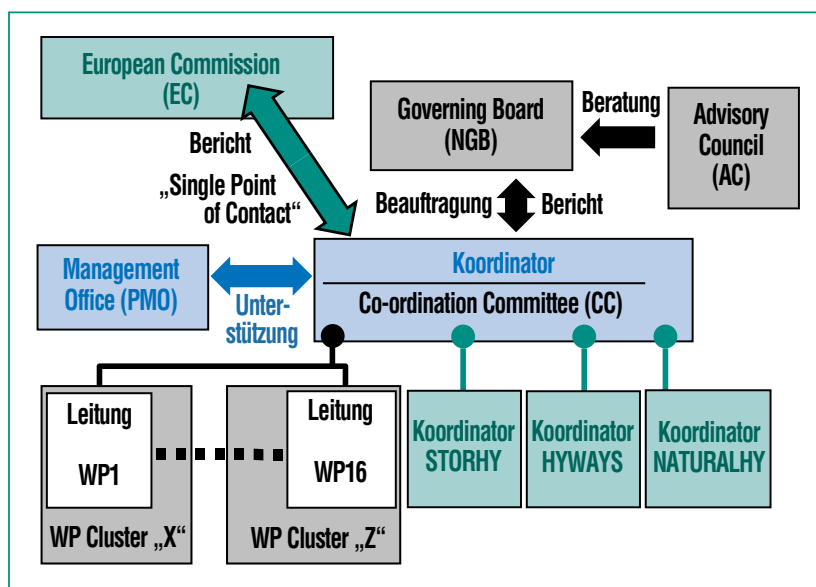 European Commission
(EC)
Governing Board
(NGB)
Beratung
Advisory
Council
(AC)
Bericht
„Single Point
of Contact“
Beauftragung
Bericht
Management
Office (PMO)
Unter-
stützung
Koordinator
Co-ordination Committee (CC)
Leitung
WP1
WP Cluster „X“
Leitung
WP16
WP Cluster „Z“
Koordinator
STORHY
Koordinator
HYWAYS
Koordinator
NATURALHY